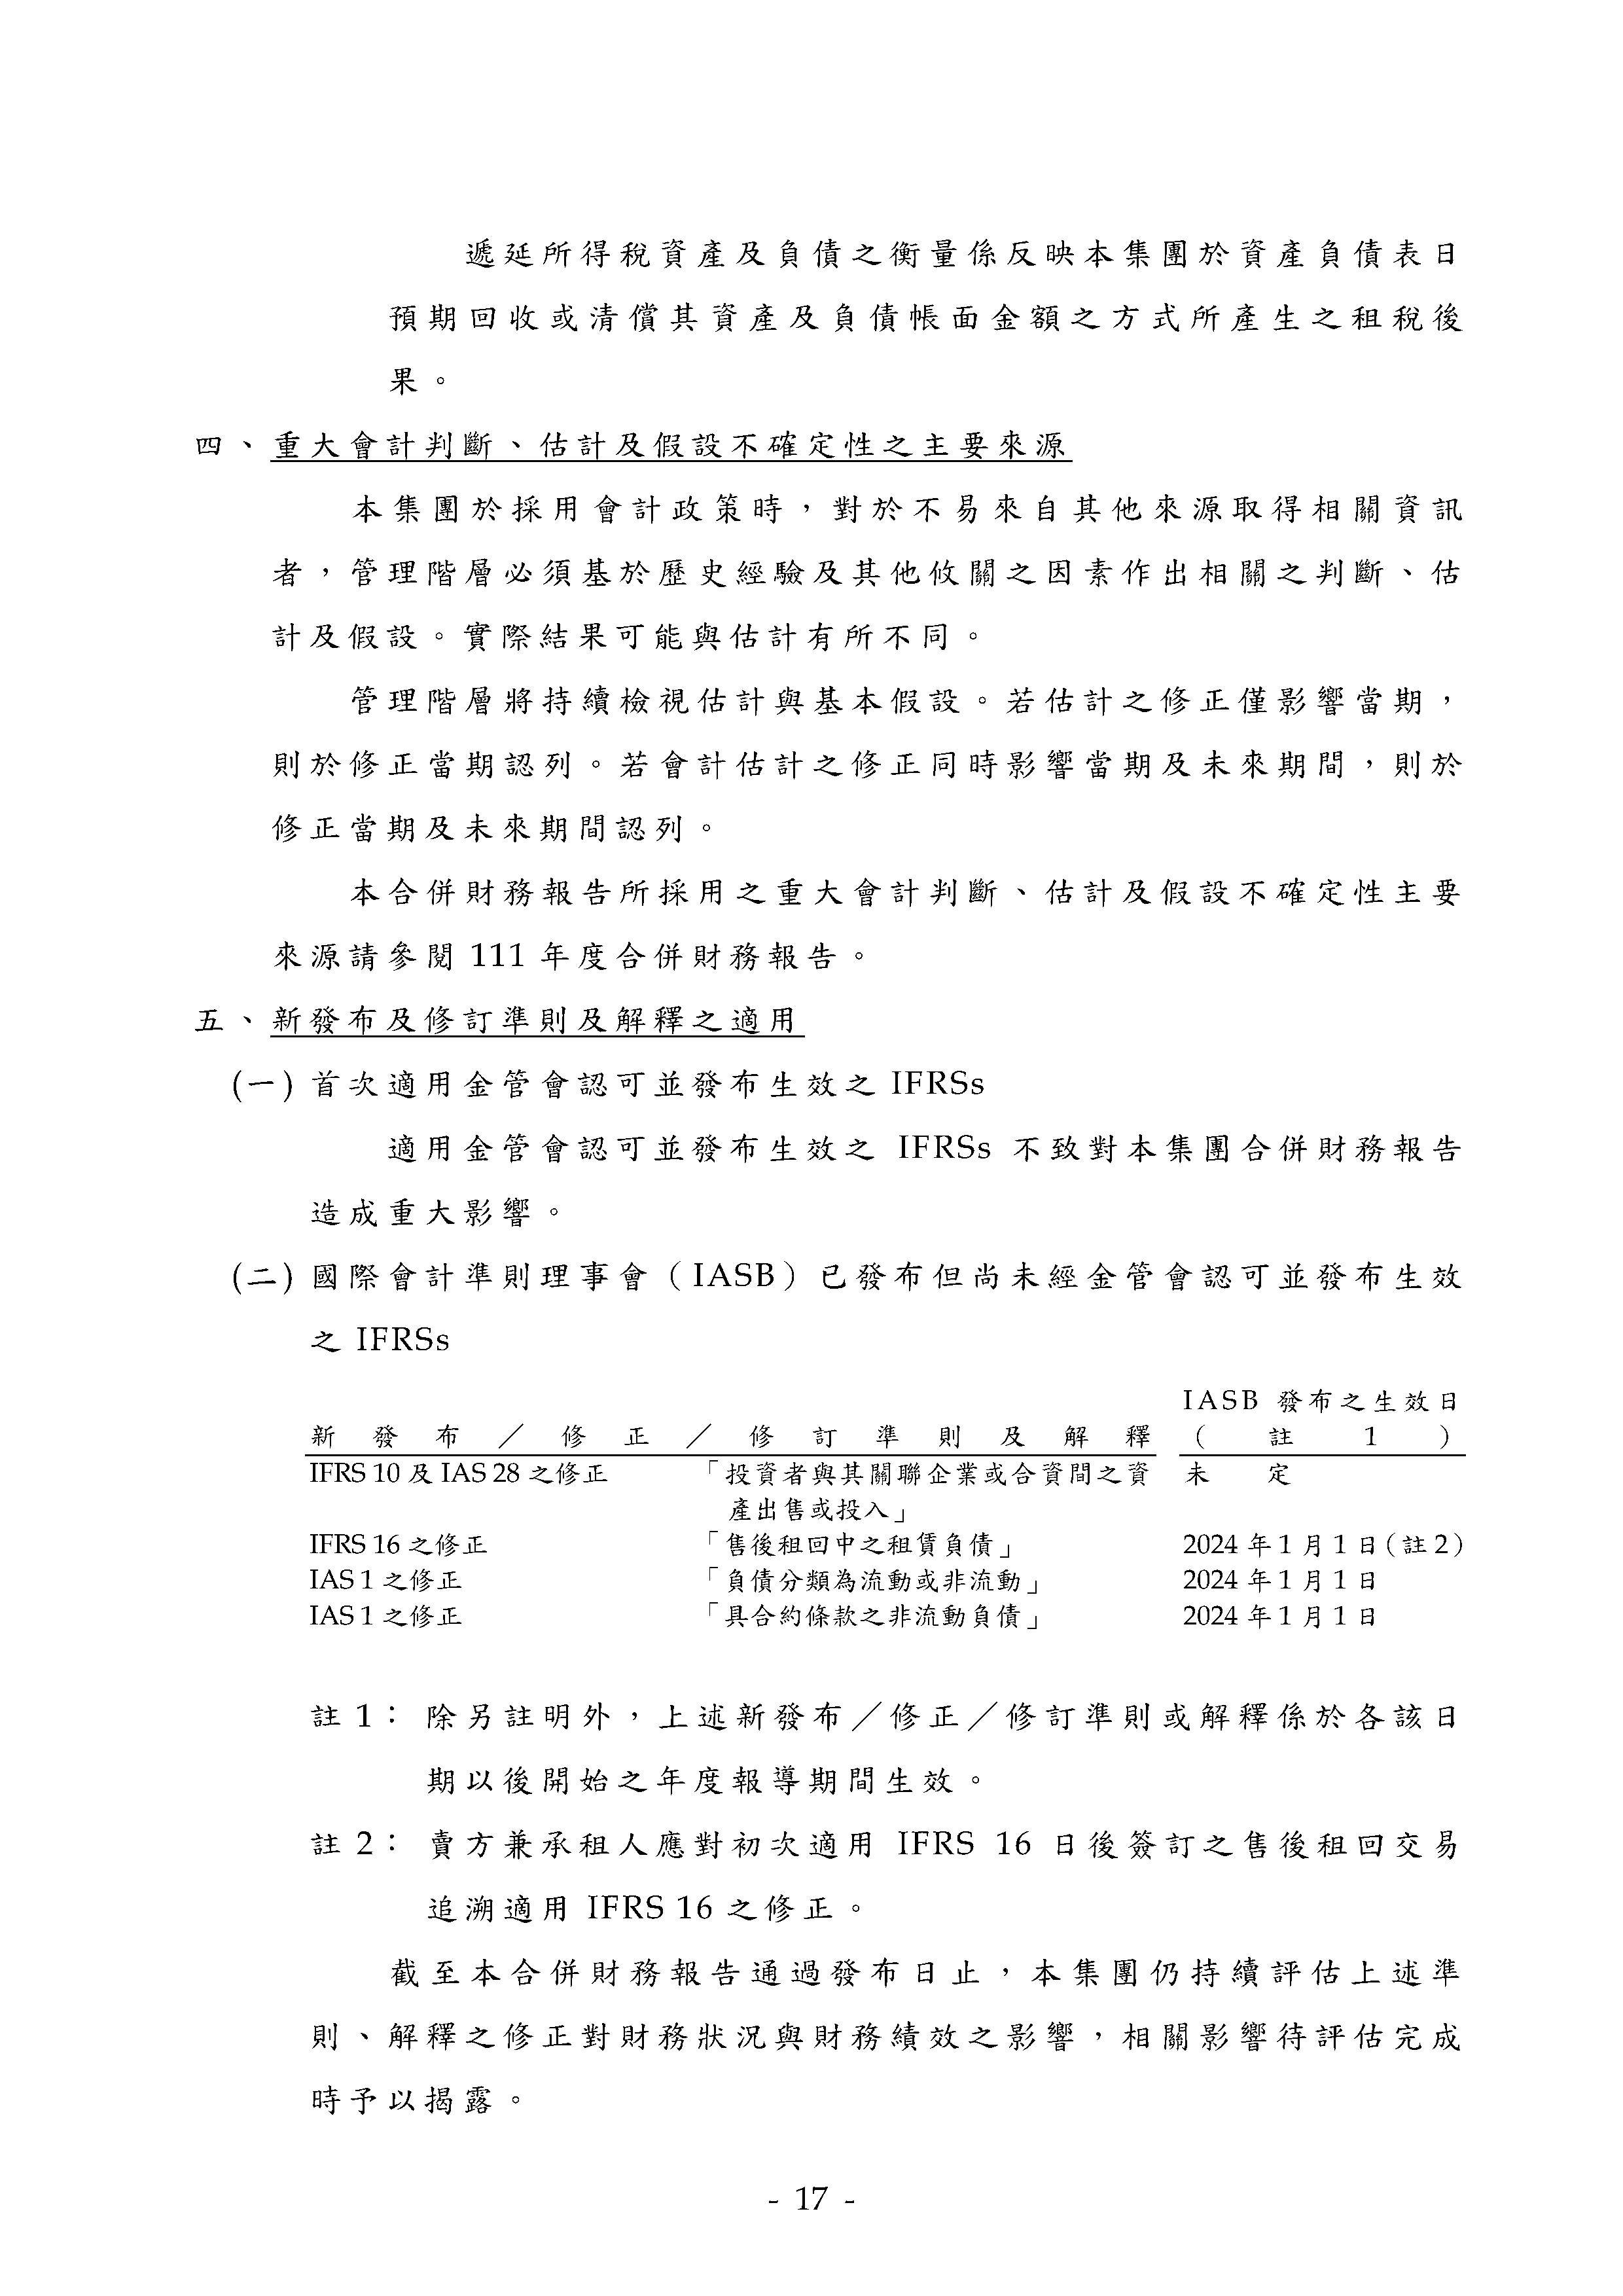 遞延所得稅資產及負債之衡量係反映本集團於資產負債表日
預期回收或清償其資產及負債帳面金額之方式所產生之租稅後
果。
四、重大會計判斷、估計及假設不確定性之主要來源
本集團於採用會計政策時，對於不易來自其他來源取得相關資訊
者，管理階層必須基於歷史經驗及其他攸關之因素作出相關之判斷、估
計及假設。實際結果可能與估計有所不同。
管理階層將持續檢視估計與基本假設。若估計之修正僅影響當期，
則於修正當期認列。若會計估計之修正同時影響當期及未來期間，則於
修正當期及未來期間認列。
本合併財務報告所採用之重大會計判斷、估計及假設不確定性主要
來源請參閱 111 年度合併財務報告。
五、新發布及修訂準則及解釋之適用
(一) 首次適用金管會認可並發布生效之 IFRSs
適用金管會認可並發布生效之 IFRSs 不致對本集團合併財務報告
造成重大影響。
(二) 國際會計準則理事會（IASB）已發布但尚未經金管會認可並發布生效
之 IFRSs
IASB 發布之生效日
新發布／修正／修訂準則及解釋 （註 1）
IFRS 10 及 IAS 28 之修正 「投資者與其關聯企業或合資間之資 未定
產出售或投入」
IFRS 16 之修正 「售後租回中之租賃負債」 2024 年 1 月 1 日（註 2）
IAS 1 之修正 「負債分類為流動或非流動」 2024 年 1 月 1 日
IAS 1 之修正 「具合約條款之非流動負債」 2024 年 1 月 1 日
註 1： 除另註明外，上述新發布／修正／修訂準則或解釋係於各該日
期以後開始之年度報導期間生效。
註 2： 賣方兼承租人應對初次適用 IFRS 16 日後簽訂之售後租回交易
追溯適用 IFRS 16 之修正。
截至本合併財務報告通過發布日止，本集團仍持續評估上述準
則、解釋之修正對財務狀況與財務績效之影響，相關影響待評估完成
時予以揭露。
- 17 -